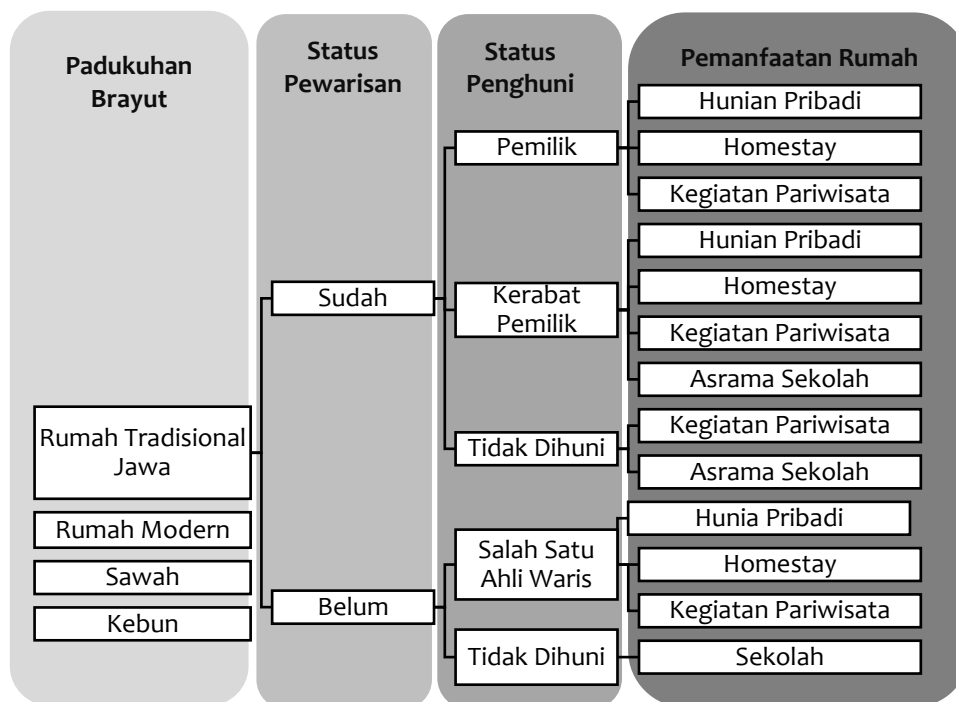 Padukuhan
Brayut
Status
Pewarisan
Status
Penghuni
Pemanfaatan Rumah
Rumah Tradisional
Jawa
Rumah Modern
Sawah
Kebun
Sudah
Belum
Pemilik
Kerabat
Pemilik
Tidak Dihuni
Salah Satu
Ahli Waris
Tidak Dihuni
Hunian Pribadi
Homestay
Kegiatan Pariwisata
Hunian Pribadi
Homestay
Kegiatan Pariwisata
Asrama Sekolah
Kegiatan Pariwisata
Asrama Sekolah
Hunia Pribadi
Homestay
Kegiatan Pariwisata
Sekolah